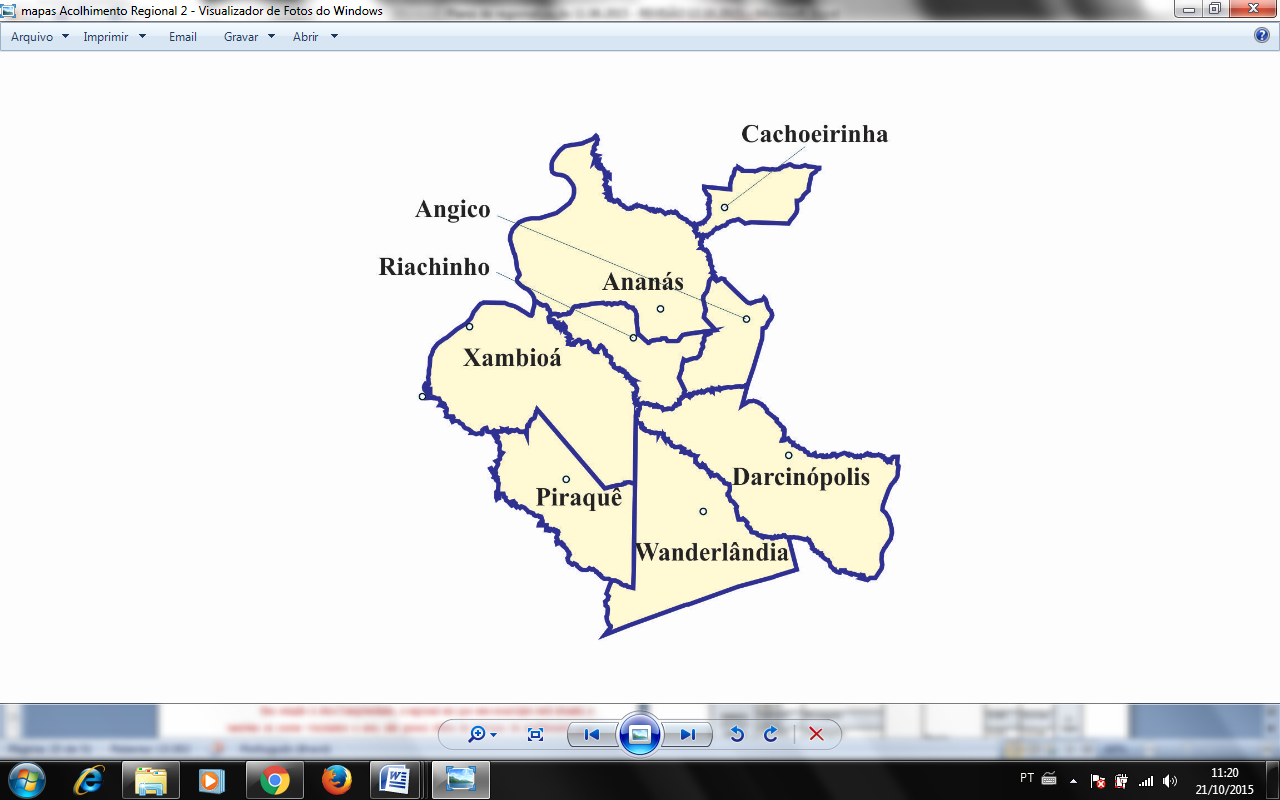 mapas Acolhimento Regional 2 - Visualizador de Fotos do Windows
Arquivo Imprimir Email Gravar Abrir
Cachoeirinha
Angico
Riachinho
Ananás
Xambioá
Darcinópolis
Piraquê
Wanderlândia
PT
11:20
21/10/2015